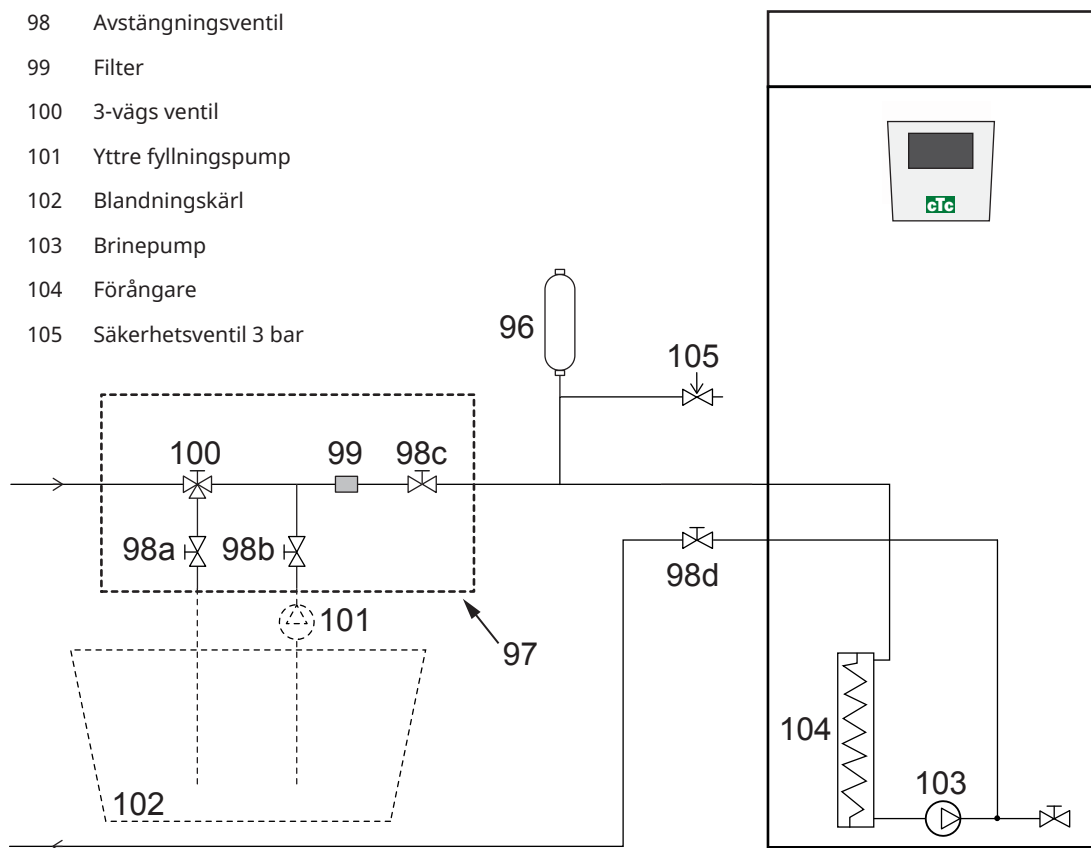 98 Avstängningsventil
99 Filter
100 3-vägs ventil
101 Yttre fyllningspump
102 Blandningskärl
103 Brinepump
104 Förångare
105 Säkerhetsventil 3 bar
cTc
96
105
100
99
98c
98a
98b
98d
101
97
104
103
102